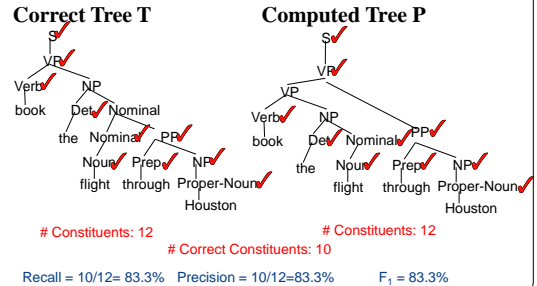 Correct Tree T Computed Tree P
S S
VP VP
Verb NP VP
book Det Nominal Verb NP PP
the Nominal PP book Det Nominal
Noun Prep NP the Noun Prep NP
flight through Proper-Noun flight through Proper-Noun
Houston Houston
# Constituents: 12 # Constituents: 12
# Correct Constituents: 10
Recall = 10/12= 83.3% Precision = 10/12=83.3% F₁ = 83.3%